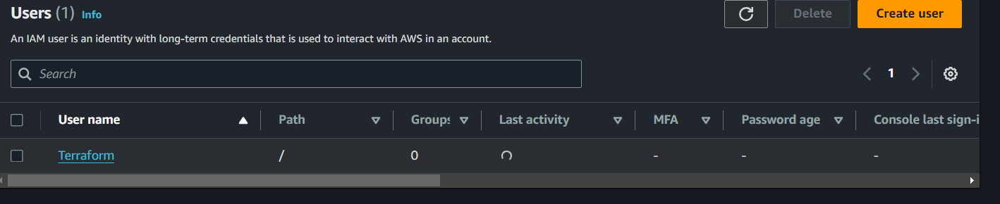 Users (1) Info
Delete
Create user
An IAM user is an identity with long-term credentials that is used to interact with AWS in an account.
Search
1
User name Path Groups Last activity MFA Password age Console last sign-i
Terraform / 0 - - -